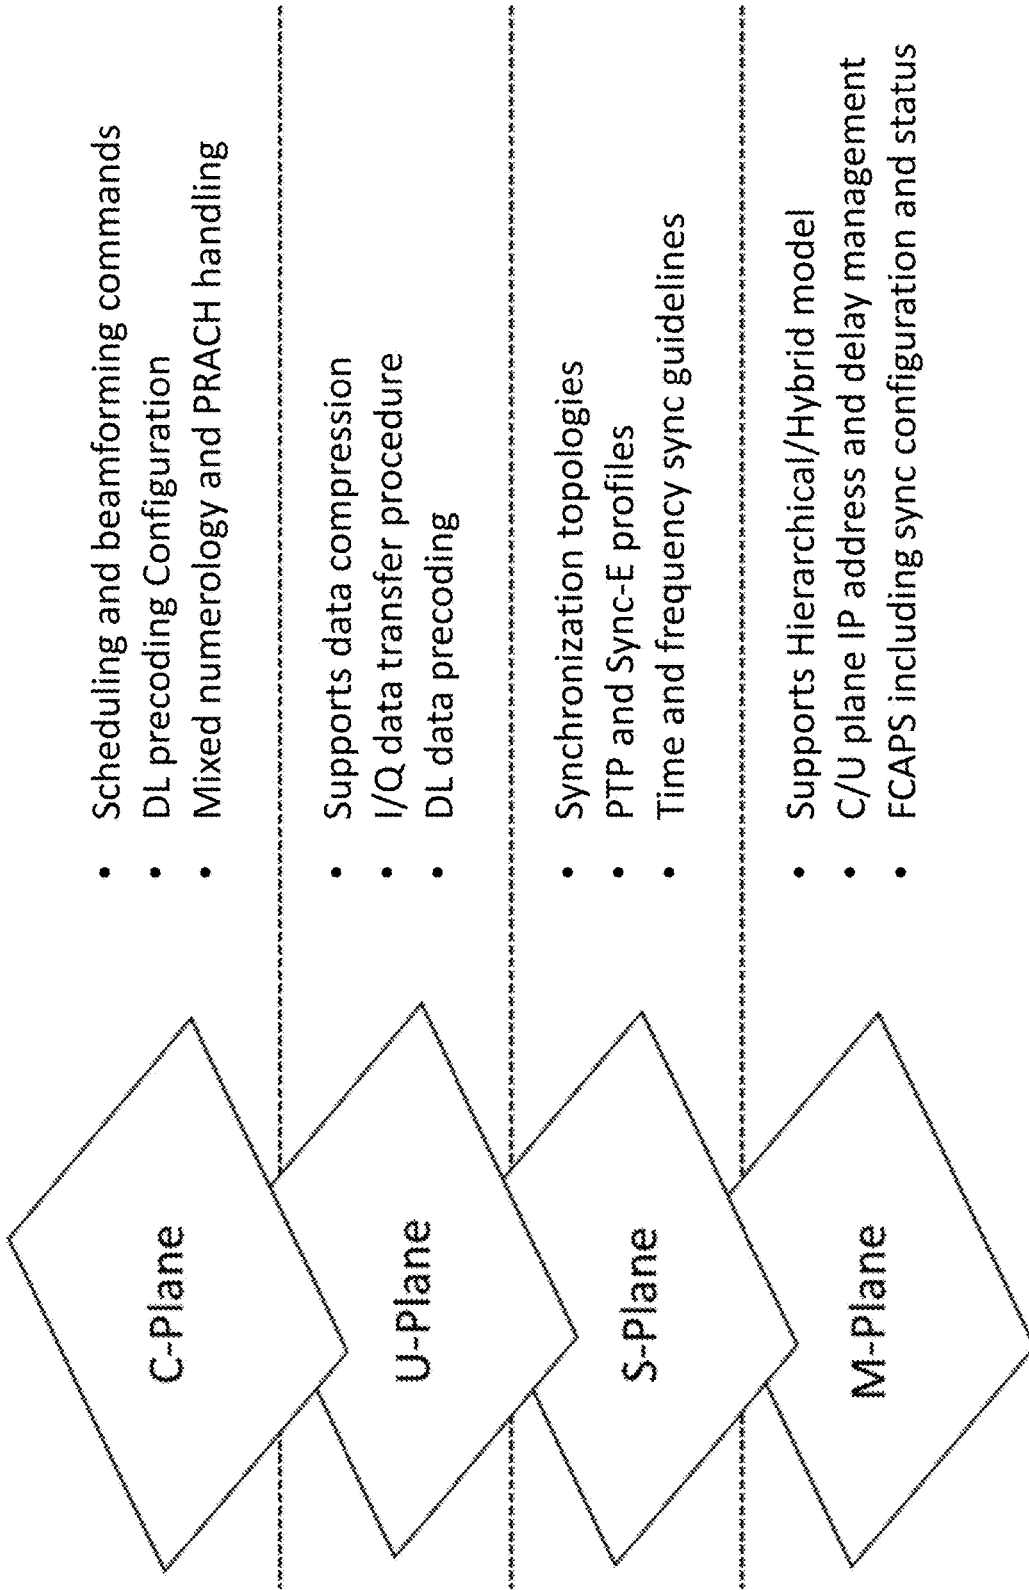 C-Plane
• Scheduling and beamforming commands
• DL precoding Configuration
• Mixed numerology and PRACH handling
U-Plane
• Supports data compression
• I/Q data transfer procedure
• DL data precoding
S-Plane
• Synchronization topologies
• PTP and Sync-E profiles
• Time and frequency sync guidelines
M-Plane
• Supports Hierarchical/Hybrid model
• C/U plane IP address and delay management
• FCAPS including sync configuration and status